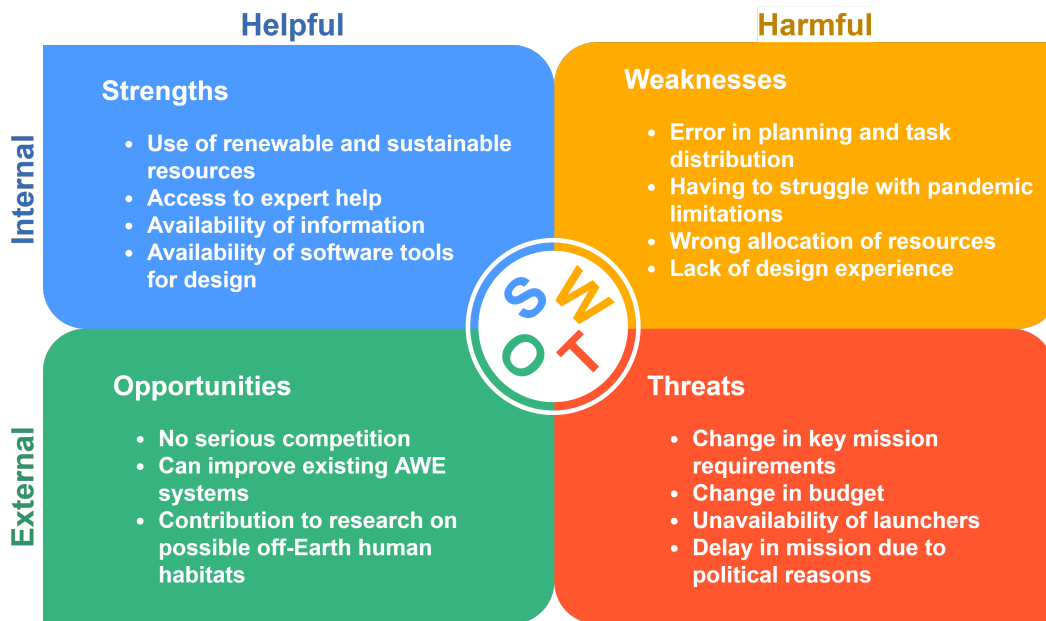 Helpful
Harmful
Internal
Strengths
• Use of renewable and sustainable
resources
• Access to expert help
• Availability of information
• Availability of software tools
for design
Weaknesses
• Error in planning and task
distribution
• Having to struggle with pandemic
limitations
• Wrong allocation of resources
• Lack of design experience
S
W
O
T
External
Opportunities
• No serious competition
• Can improve existing AWE
systems
• Contribution to research on
possible off-Earth human
habitats
Threats
• Change in key mission
requirements
• Change in budget
• Unavailability of launchers
• Delay in mission due to
political reasons